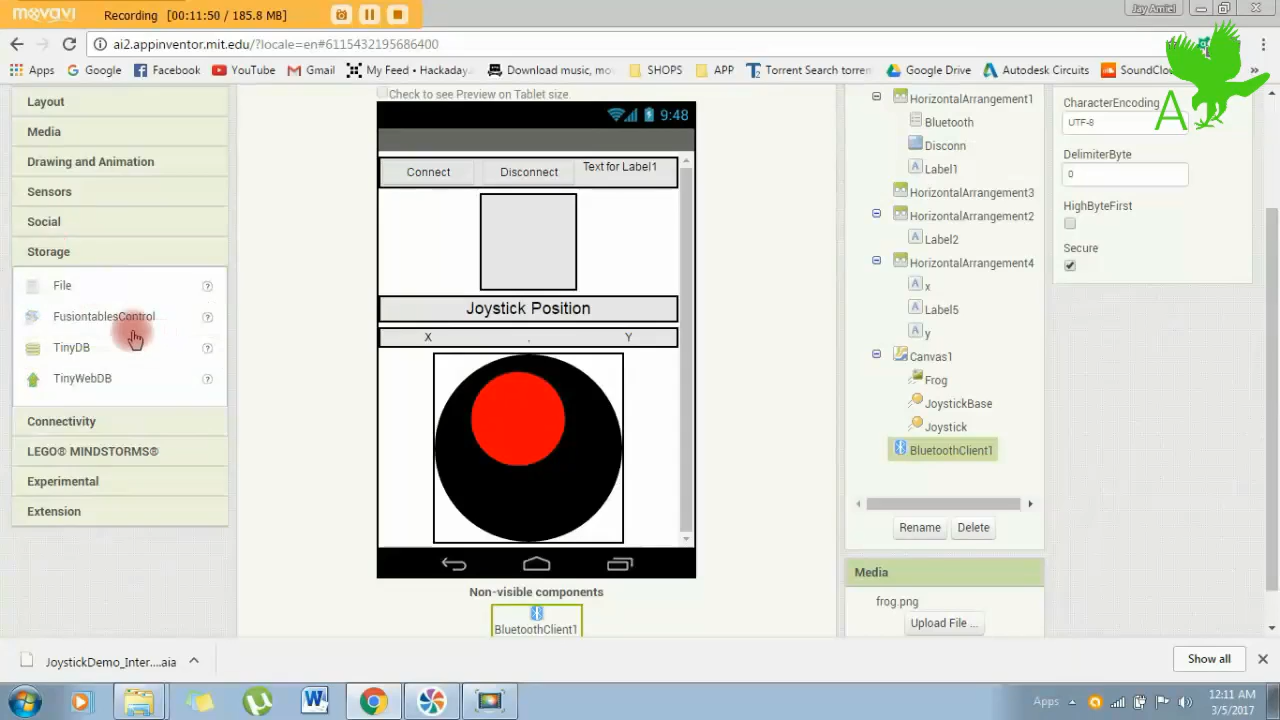 movavi Recording [00:11:50 / 185.8 MB]
Jay Amiel
ai2.appinventor.mit.edu/?locale=en#6115432195686400
Apps Google Facebook YouTube Gmail My Feed - Hackaday Download music, mo SHOPS APP Torrent Search torren Google Drive Autodesk Circuits SoundClou »
A
Layout
Media
Drawing and Animation
Sensors
Social
Storage
File ?
FusiontablesControl ?
TinyDB ?
TinyWebDB ?
Connectivity
LEGO® MINDSTORMS®
Experimental
Extension
Check to see Preview on Tablet size.
9:48
Connect Disconnect Text for Label1
Joystick Position
X , Y
Non-visible components
BluetoothClient1
HorizontalArrangement1
Bluetooth
Disconn
Label1
HorizontalArrangement3
HorizontalArrangement2
Label2
HorizontalArrangement4
x
Label5
y
Canvas1
Frog
JoystickBase
Joystick
BluetoothClient1
Rename Delete
Media
frog.png
Upload File ...
CharacterEncoding
UTF-8
DelimiterByte
0
HighByteFirst
Secure
JoystickDemo_Inter....aia
Show all
Apps
12:11 AM
3/5/2017